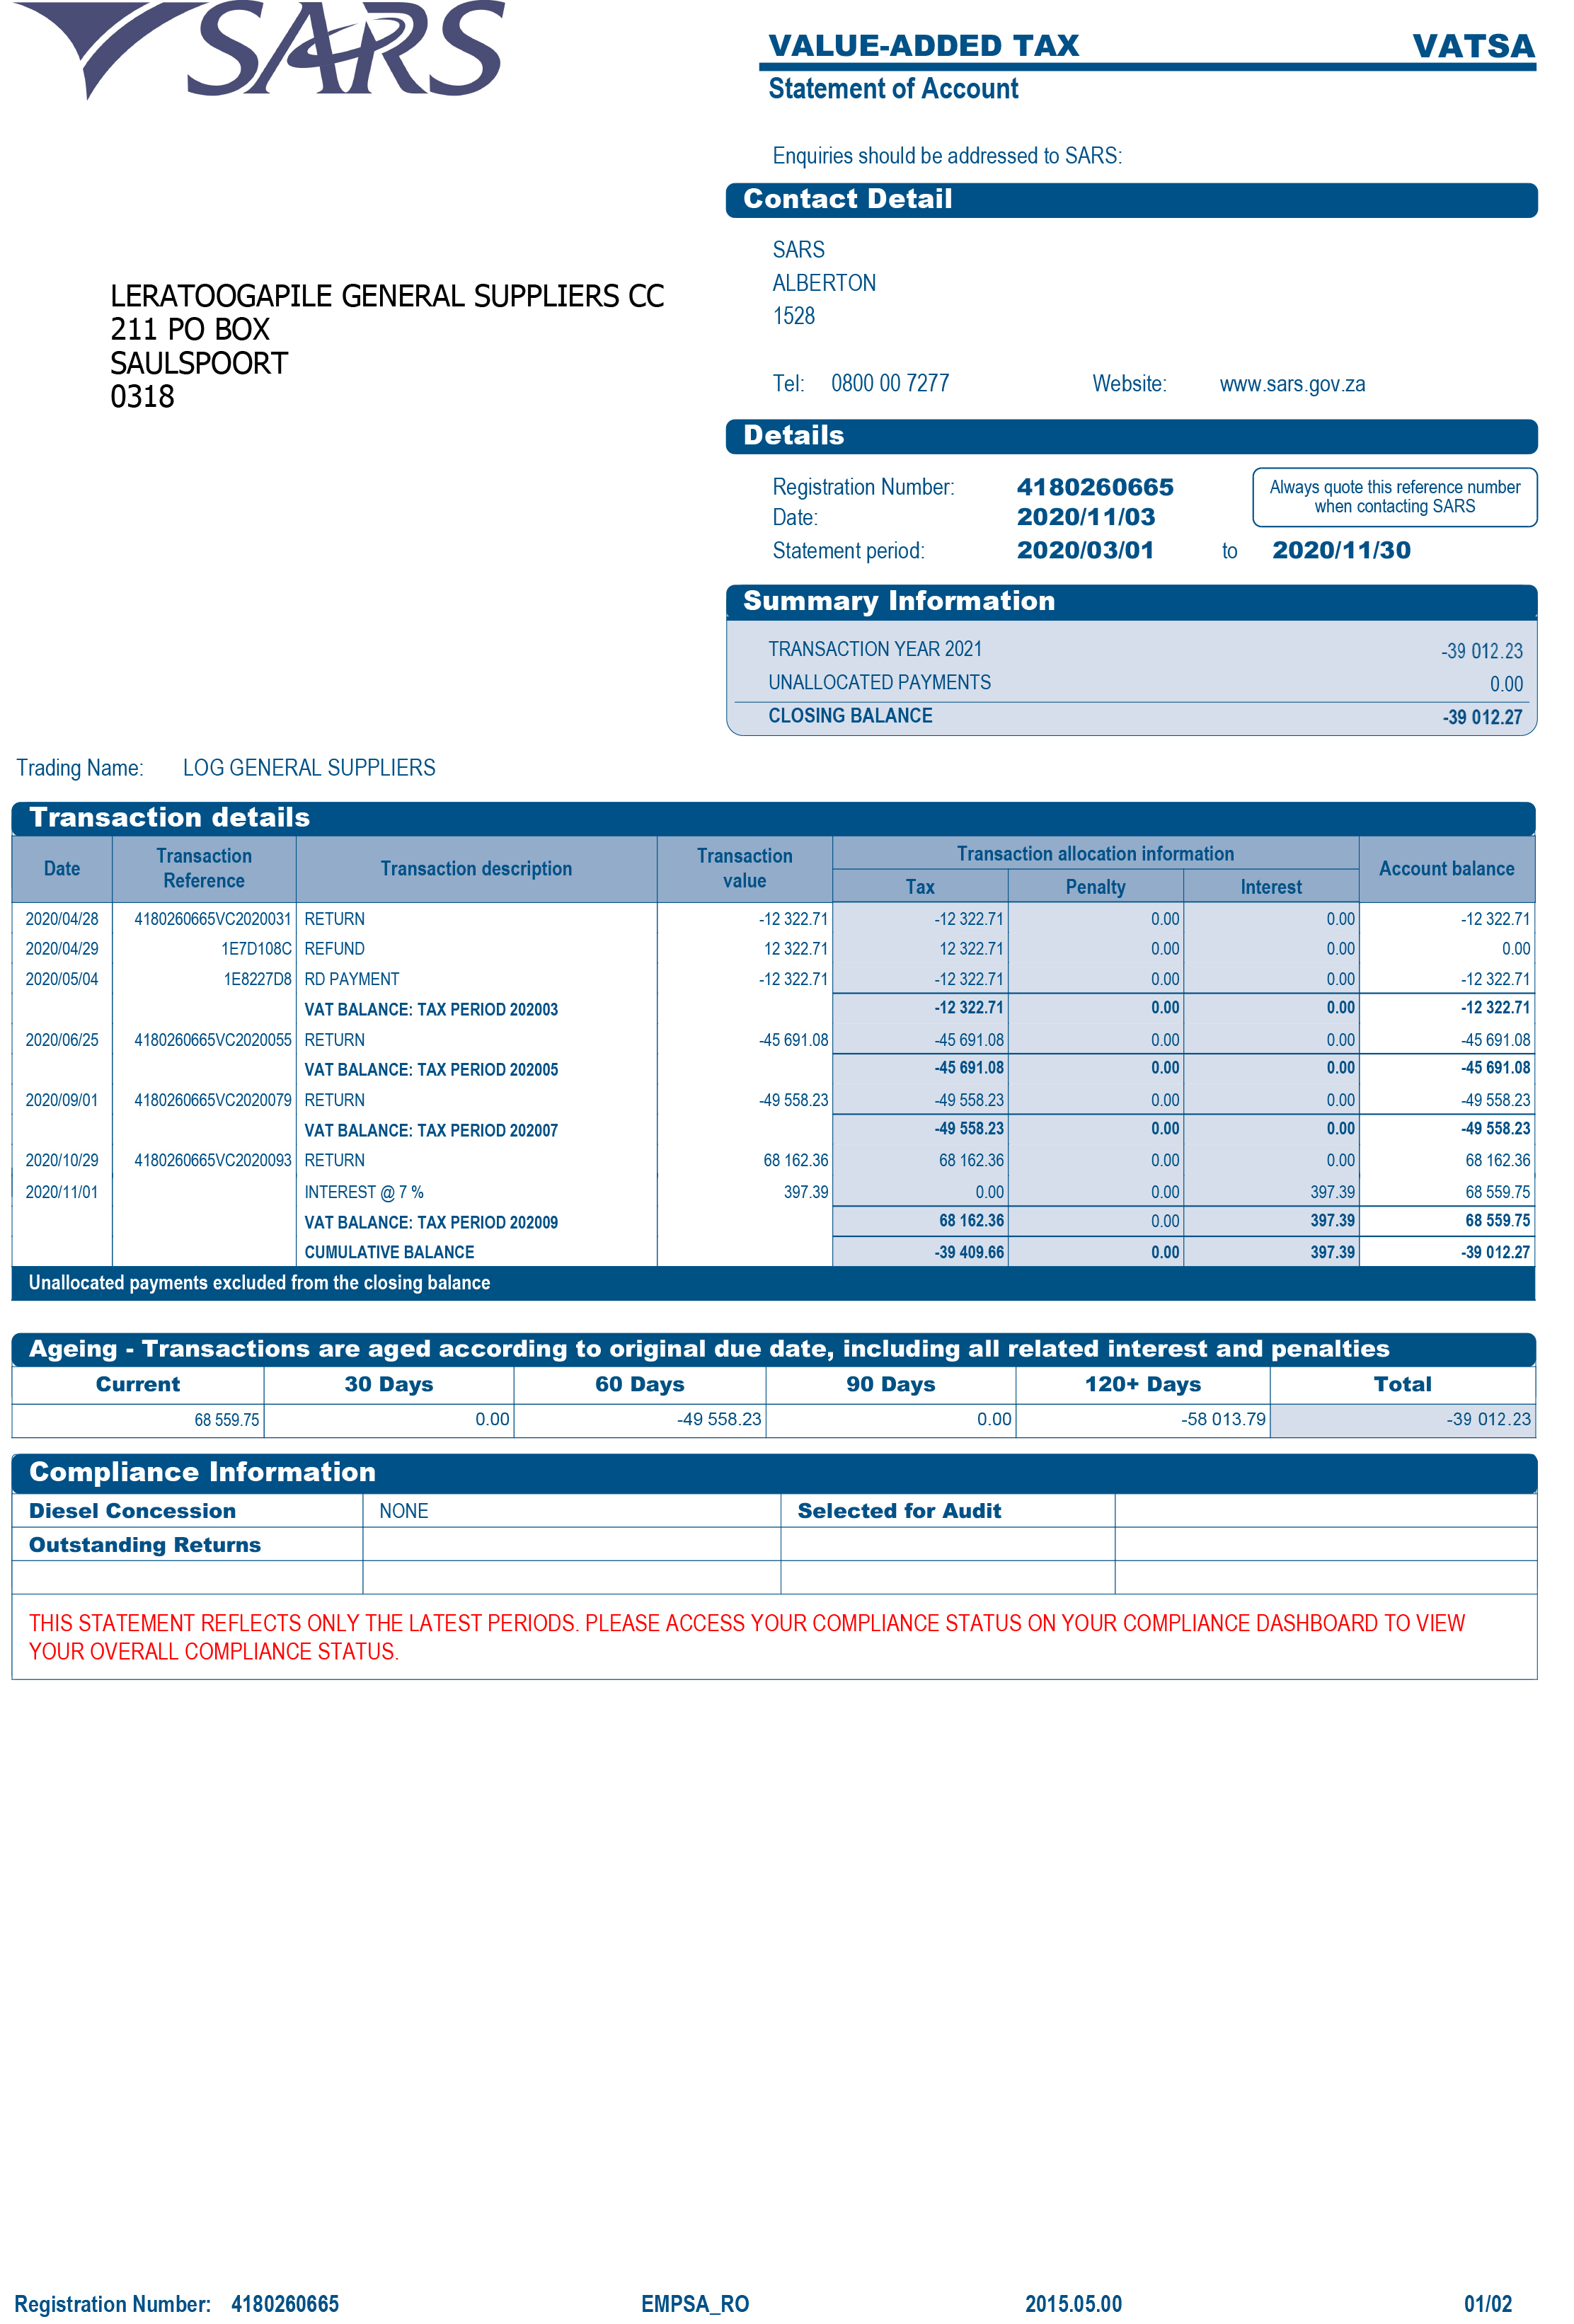 SARS
VALUE-ADDED TAX VATSA
Statement of Account
Enquiries should be addressed to SARS:
Contact Detail
SARS
ALBERTON
1528
Tel: 0800 00 7277 Website: www.sars.gov.za
LERATOOGAPILE GENERAL SUPPLIERS CC
211 PO BOX
SAULSPOORT
0318
Details
Registration Number: 4180260665
Date: 2020/11/03
Statement period: 2020/03/01 to 2020/11/30
Always quote this reference number
when contacting SARS
Summary Information
TRANSACTION YEAR 2021 -39 012.23
UNALLOCATED PAYMENTS 0.00
CLOSING BALANCE -39 012.27
Trading Name: LOG GENERAL SUPPLIERS
Transaction details
Date Transaction Reference Transaction description Transaction value Transaction allocation information Account balance
Tax Penalty Interest
2020/04/28 4180260665VC2020031 RETURN -12 322.71 -12 322.71 0.00 0.00 -12 322.71
2020/04/29 1E7D108C REFUND 12 322.71 12 322.71 0.00 0.00 0.00
2020/05/04 1E8227D8 RD PAYMENT -12 322.71 -12 322.71 0.00 0.00 -12 322.71
VAT BALANCE: TAX PERIOD 202003 -12 322.71 0.00 0.00 -12 322.71
2020/06/25 4180260665VC2020055 RETURN -45 691.08 -45 691.08 0.00 0.00 -45 691.08
VAT BALANCE: TAX PERIOD 202005 -45 691.08 0.00 0.00 -45 691.08
2020/09/01 4180260665VC2020079 RETURN -49 558.23 -49 558.23 0.00 0.00 -49 558.23
VAT BALANCE: TAX PERIOD 202007 -49 558.23 0.00 0.00 -49 558.23
2020/10/29 4180260665VC2020093 RETURN 68 162.36 68 162.36 0.00 0.00 68 162.36
2020/11/01 INTEREST @ 7 % 397.39 0.00 0.00 397.39 68 559.75
VAT BALANCE: TAX PERIOD 202009 68 162.36 0.00 397.39 68 559.75
CUMULATIVE BALANCE -39 409.66 0.00 397.39 -39 012.27
Unallocated payments excluded from the closing balance
Ageing - Transactions are aged according to original due date, including all related interest and penalties
Current 30 Days 60 Days 90 Days 120+ Days Total
68 559.75 0.00 -49 558.23 0.00 -58 013.79 -39 012.23
Compliance Information
Diesel Concession NONE Selected for Audit
Outstanding Returns
THIS STATEMENT REFLECTS ONLY THE LATEST PERIODS. PLEASE ACCESS YOUR COMPLIANCE STATUS ON YOUR COMPLIANCE DASHBOARD TO VIEW
YOUR OVERALL COMPLIANCE STATUS.
Registration Number: 4180260665 EMPSA_RO 2015.05.00 01/02